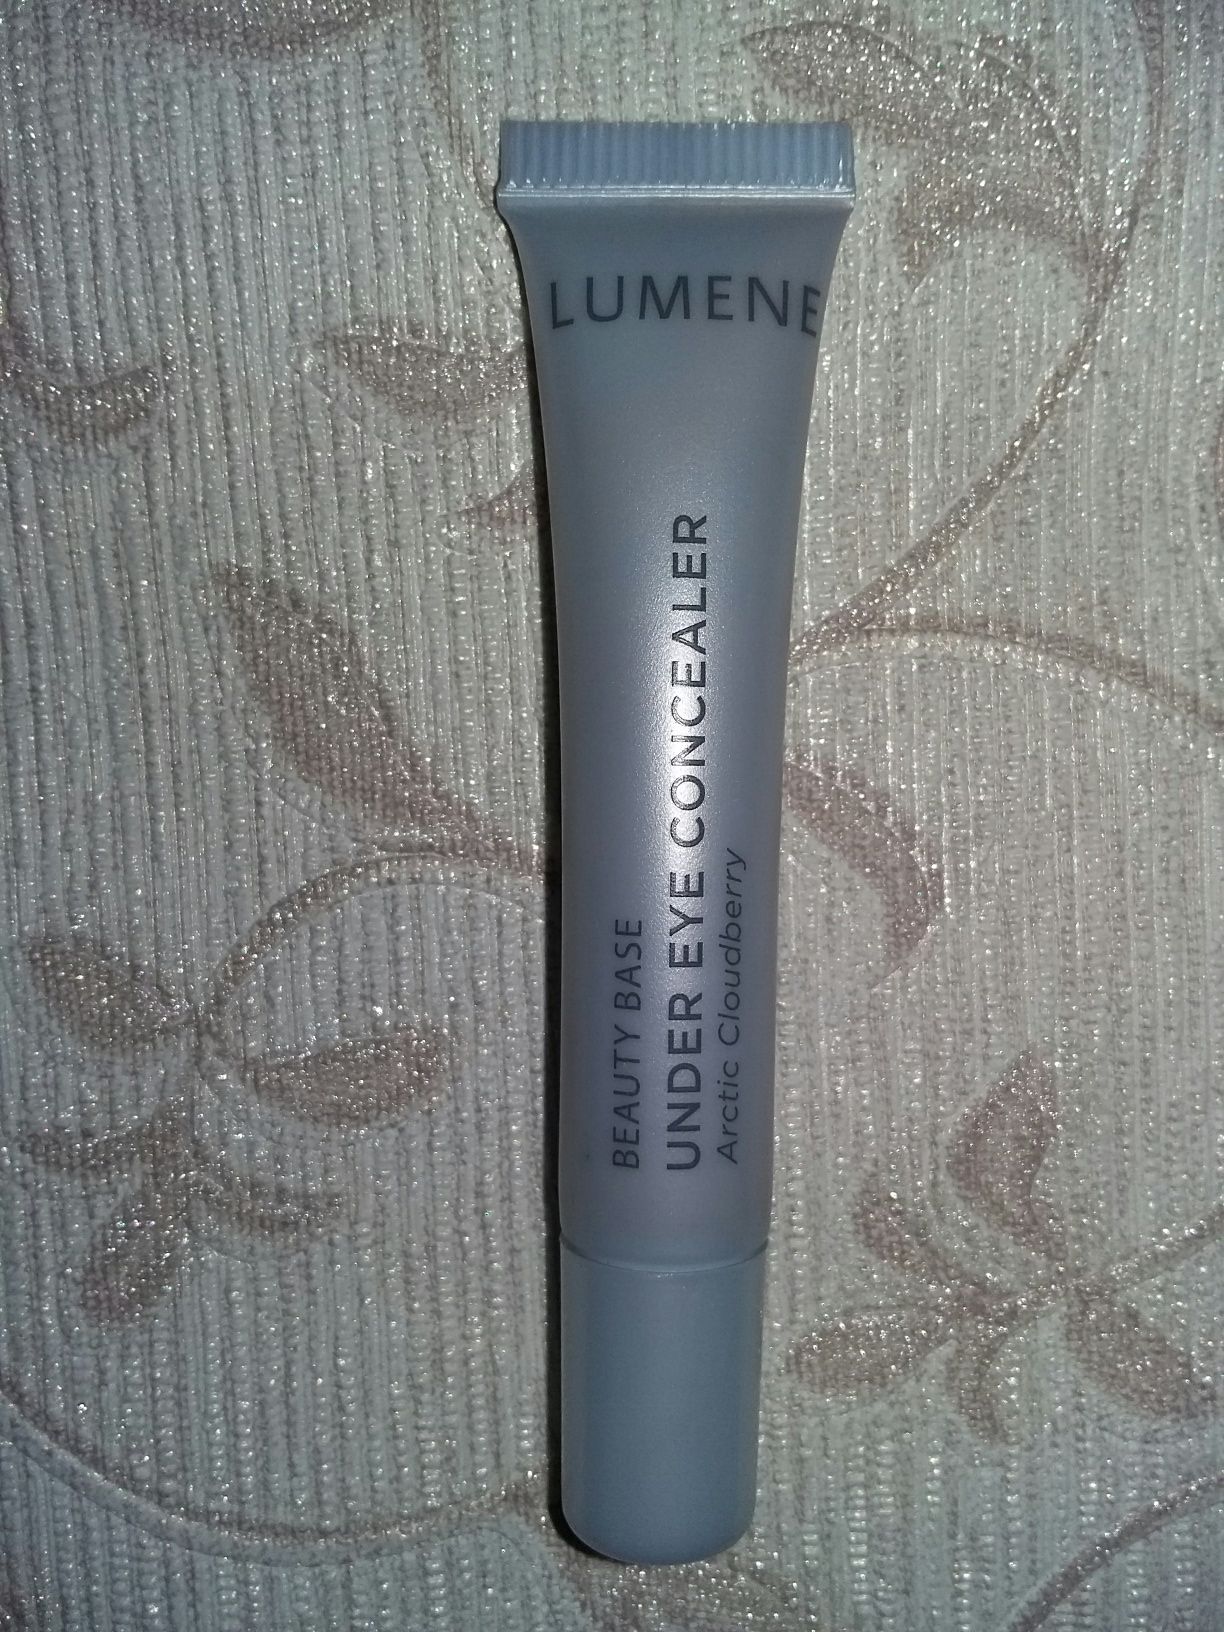 LUMENE
BEAUTY BASE
UNDER EYE CONCEALER
Arctic Cloudberry